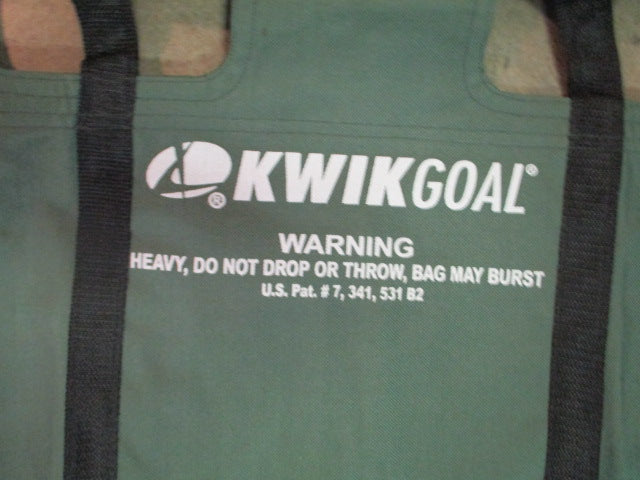 KWIKGOAL®
WARNING
HEAVY, DO NOT DROP OR THROW, BAG MAY BURST
U.S. Pat. # 7, 341, 531 B2